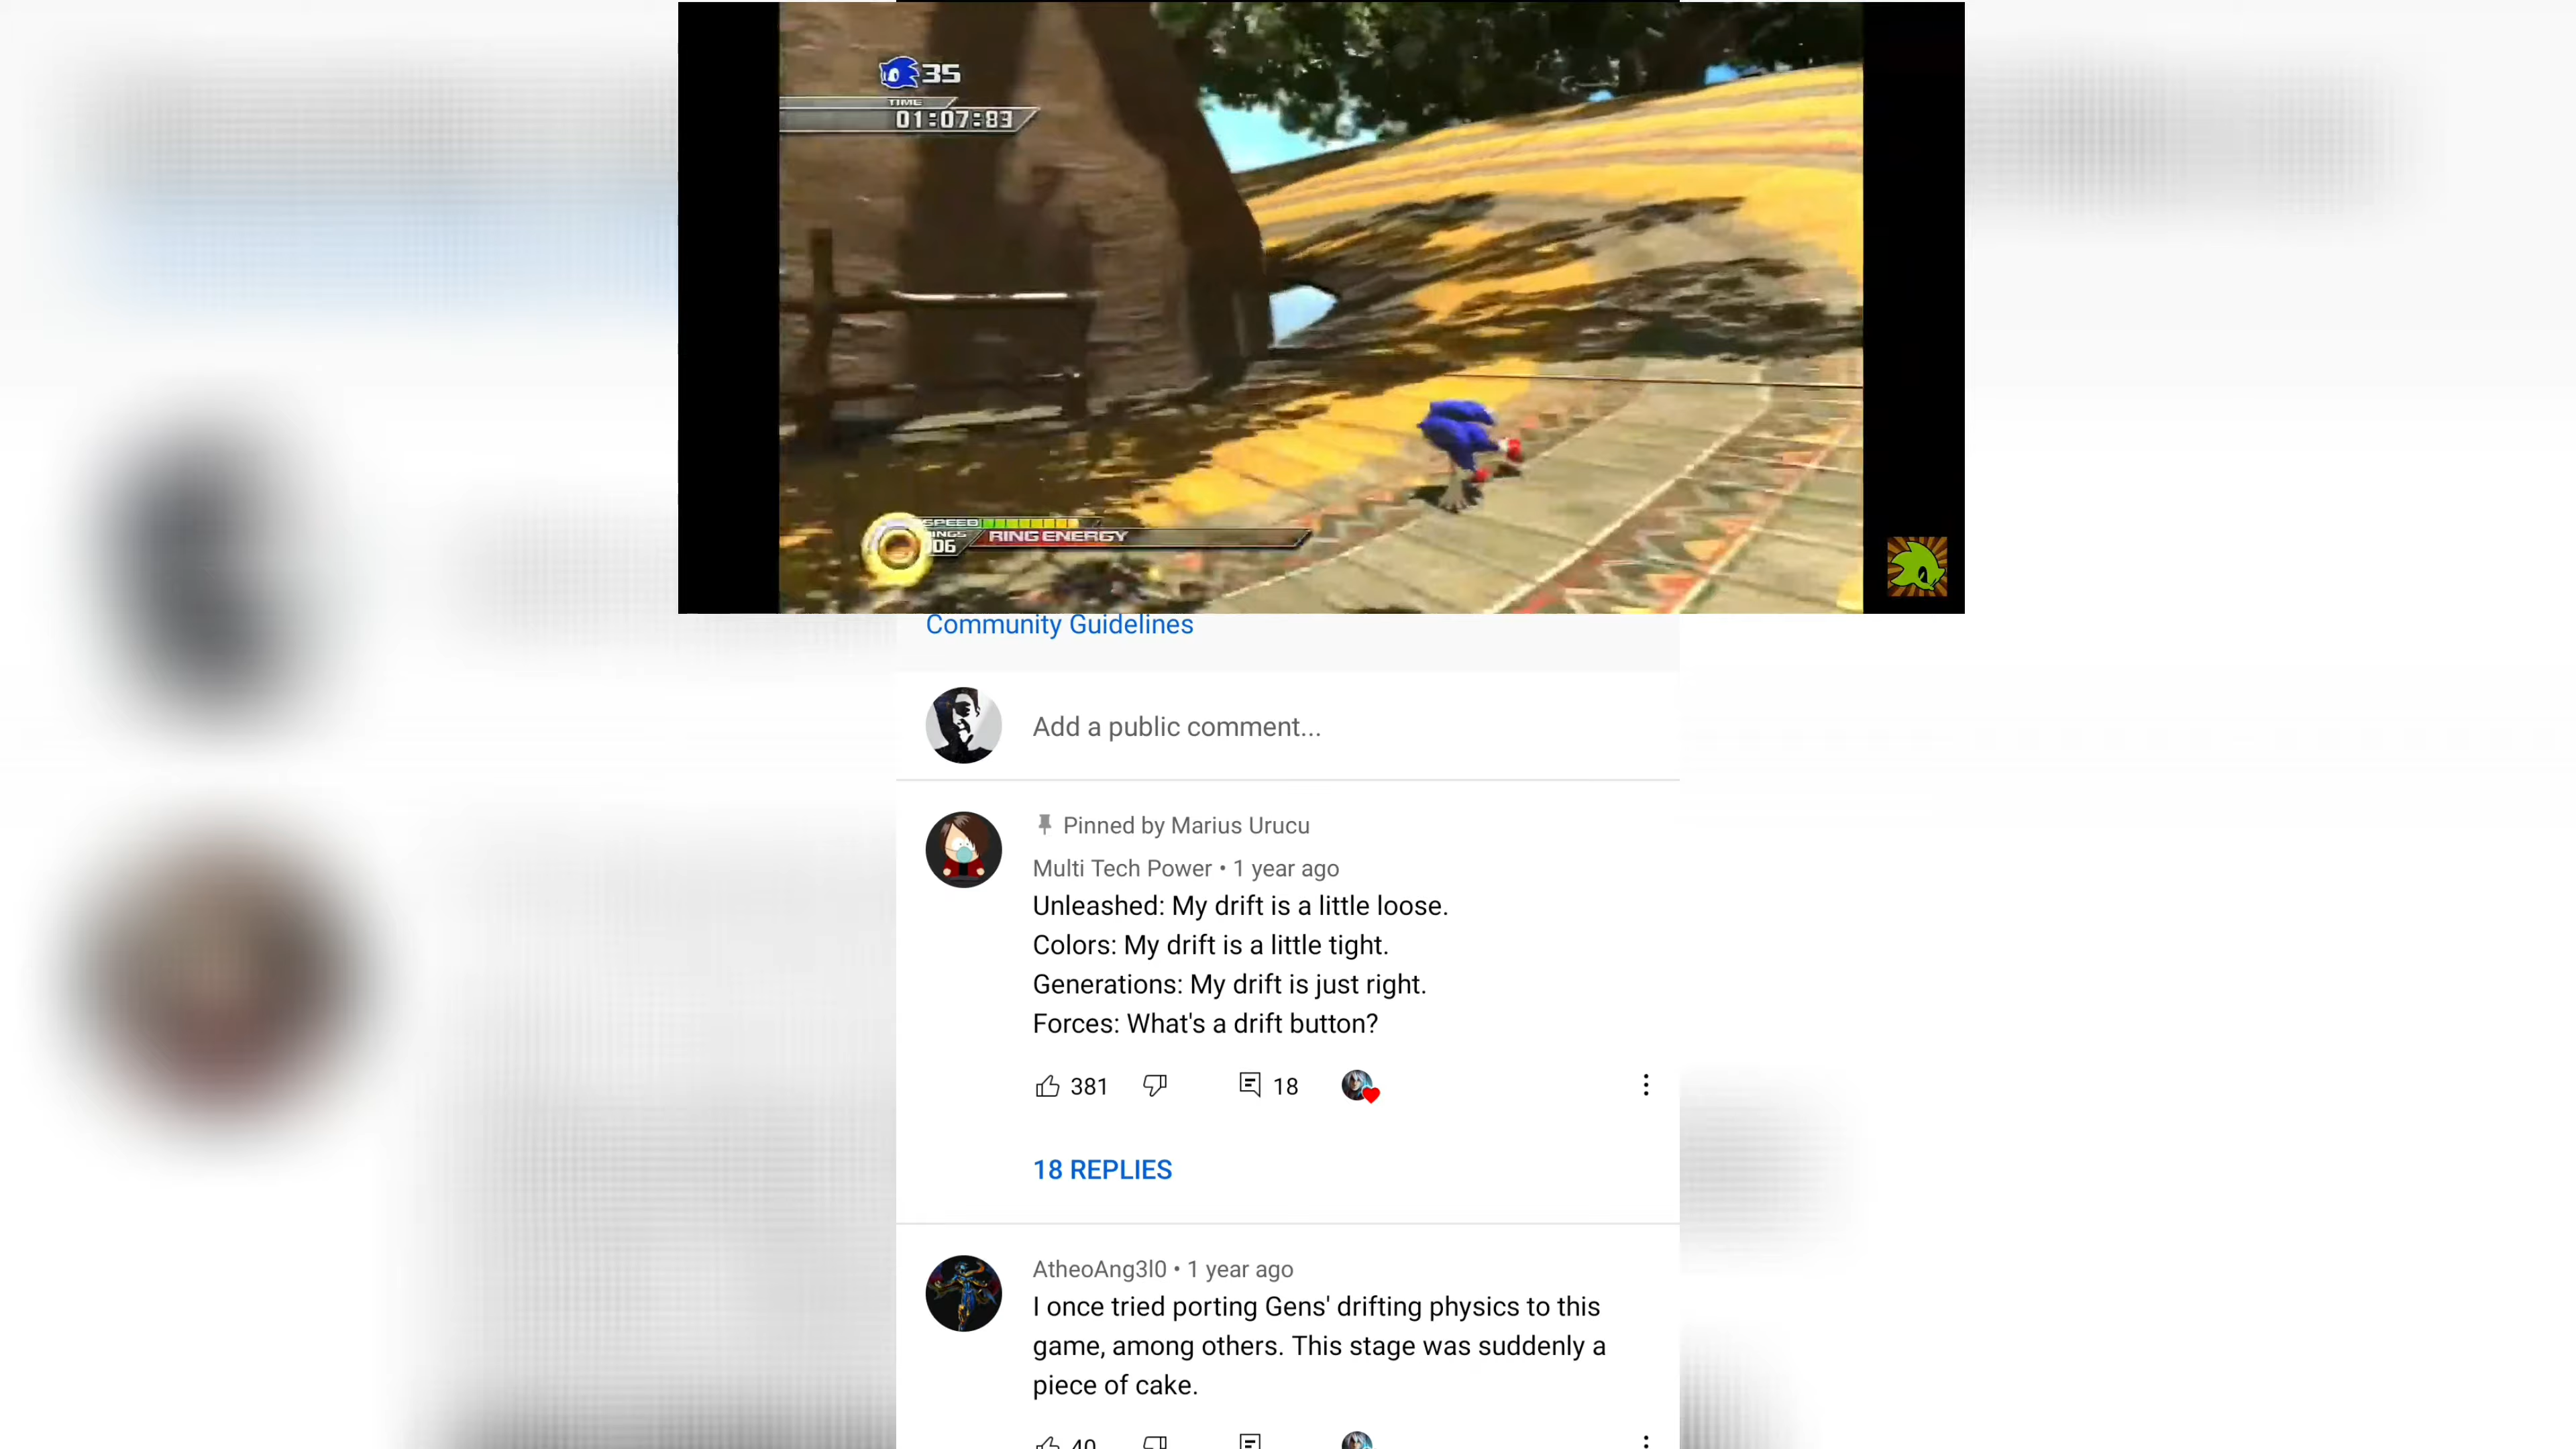 35
TIME
01:07:83
SPEED
RINGS
006
RING ENERGY
Community Guidelines
Add a public comment...
Pinned by Marius Urucu
Multi Tech Power • 1 year ago
Unleashed: My drift is a little loose.
Colors: My drift is a little tight.
Generations: My drift is just right.
Forces: What's a drift button?
381
18
18 REPLIES
AtheoAng3l0 • 1 year ago
I once tried porting Gens' drifting physics to this
game, among others. This stage was suddenly a
piece of cake.
40